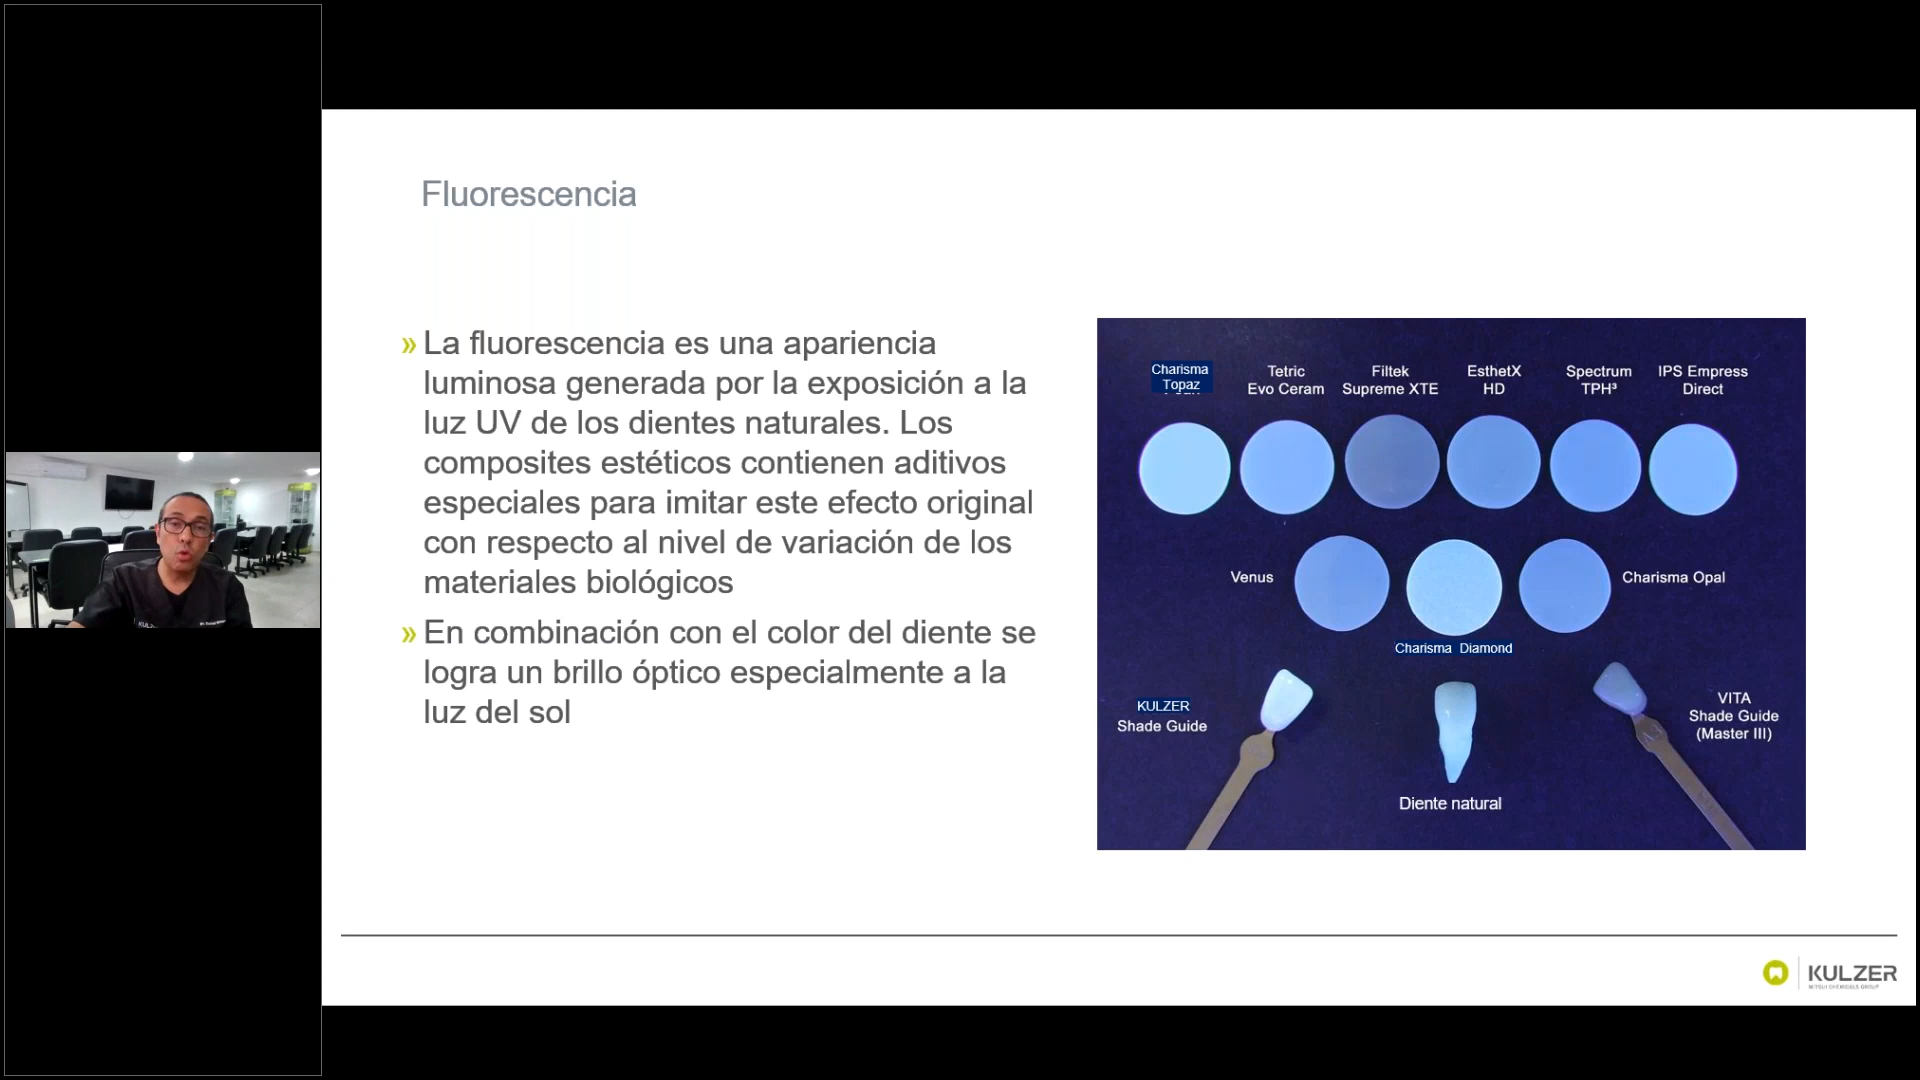 Fluorescencia
» La fluorescencia es una apariencia
luminosa generada por la exposición a la
luz UV de los dientes naturales. Los
composites estéticos contienen aditivos
especiales para imitar este efecto original
con respecto al nivel de variación de los
materiales biológicos
» En combinación con el color del diente se
logra un brillo óptico especialmente a la
luz del sol
Charisma
Topaz
Tetric
Evo Ceram
Filtek
Supreme XTE
EsthetX
HD
Spectrum
TPH³
IPS Empress
Direct
Venus
Charisma Opal
Charisma Diamond
KULZER
Shade Guide
VITA
Shade Guide
(Master III)
Diente natural
KULZER
MITSUI CHEMICALS GROUP